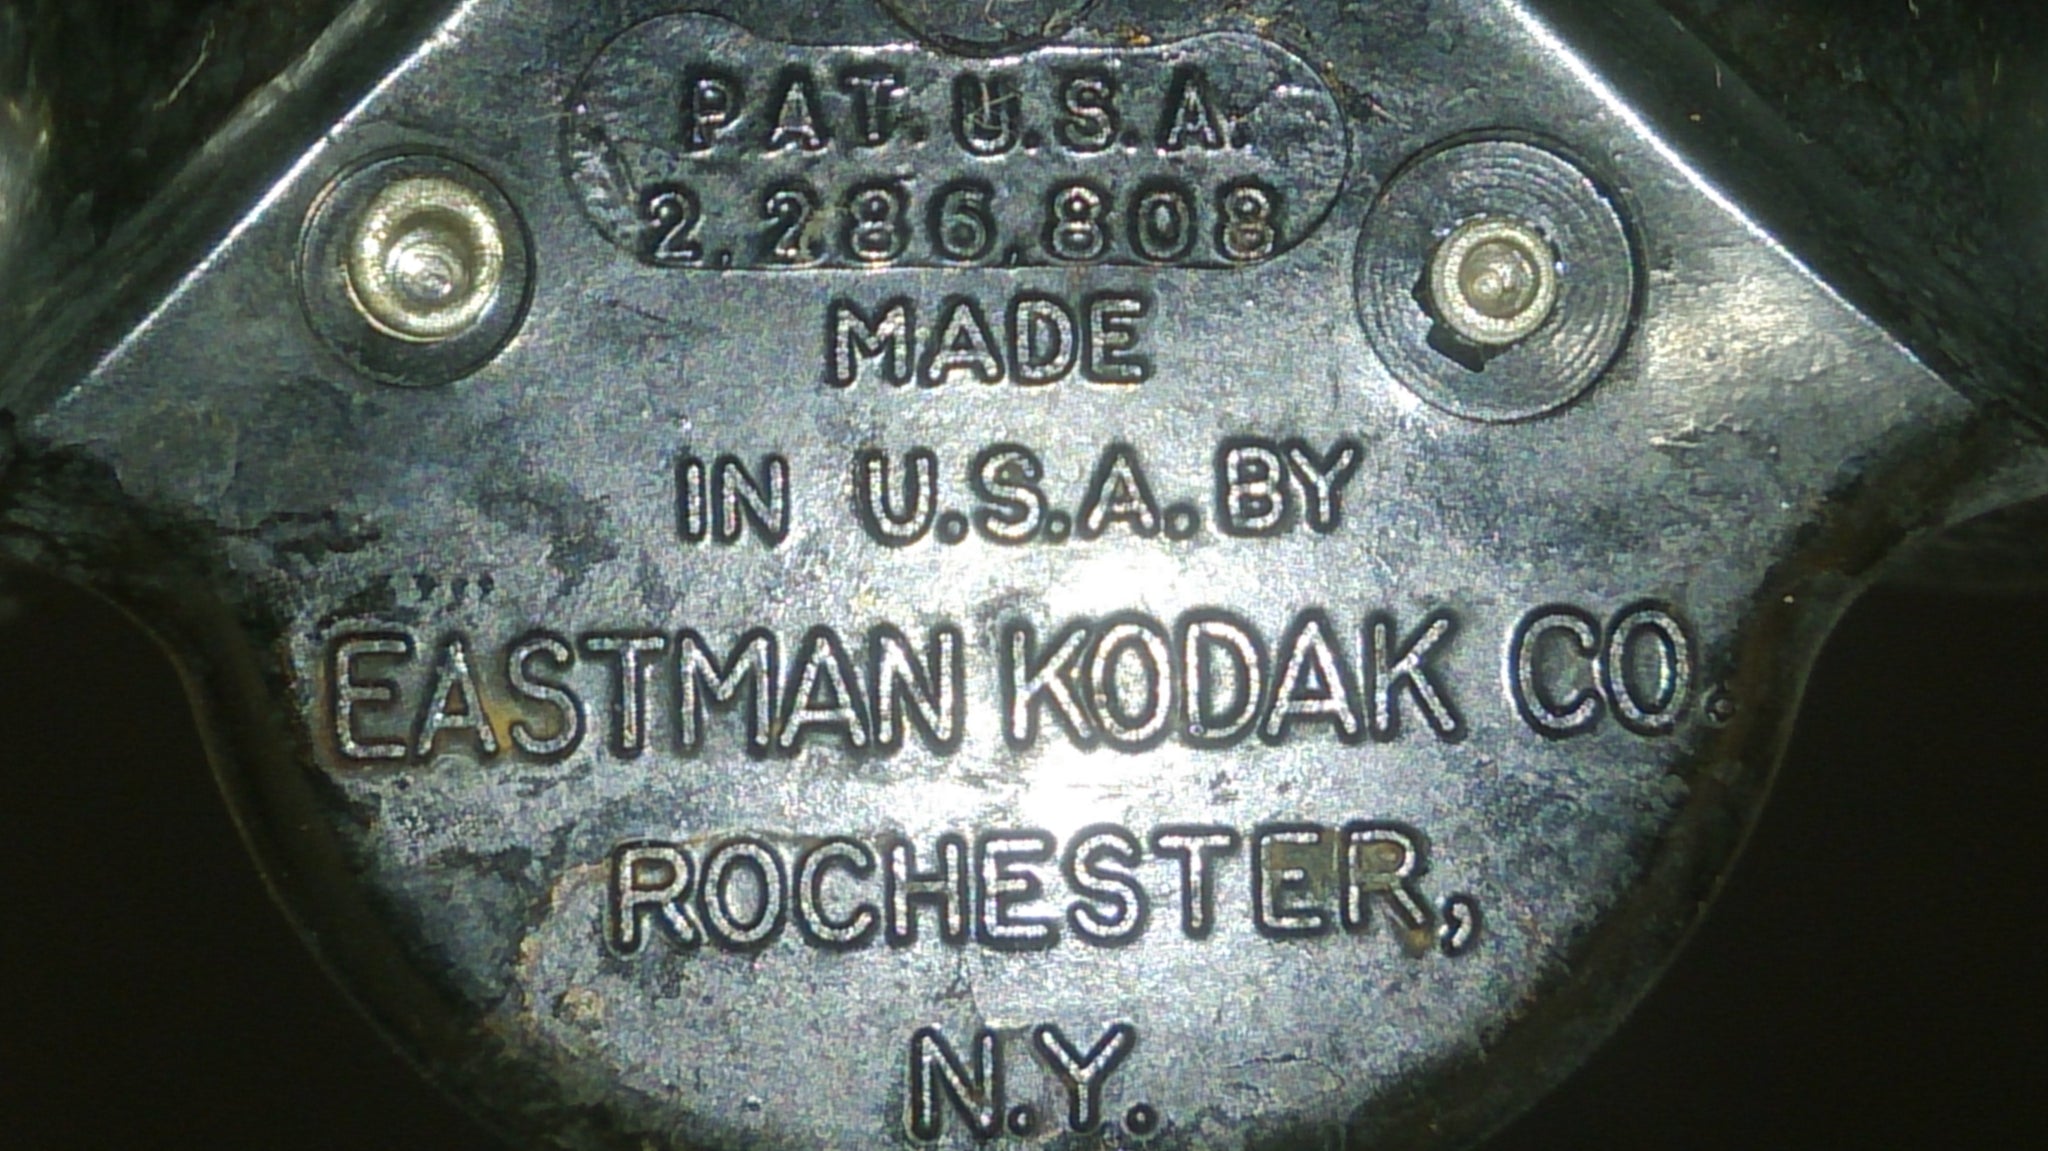 PAT. U.S.A.
2,286,808
MADE
IN U.S.A. BY
EASTMAN KODAK CO.
ROCHESTER,
N.Y.